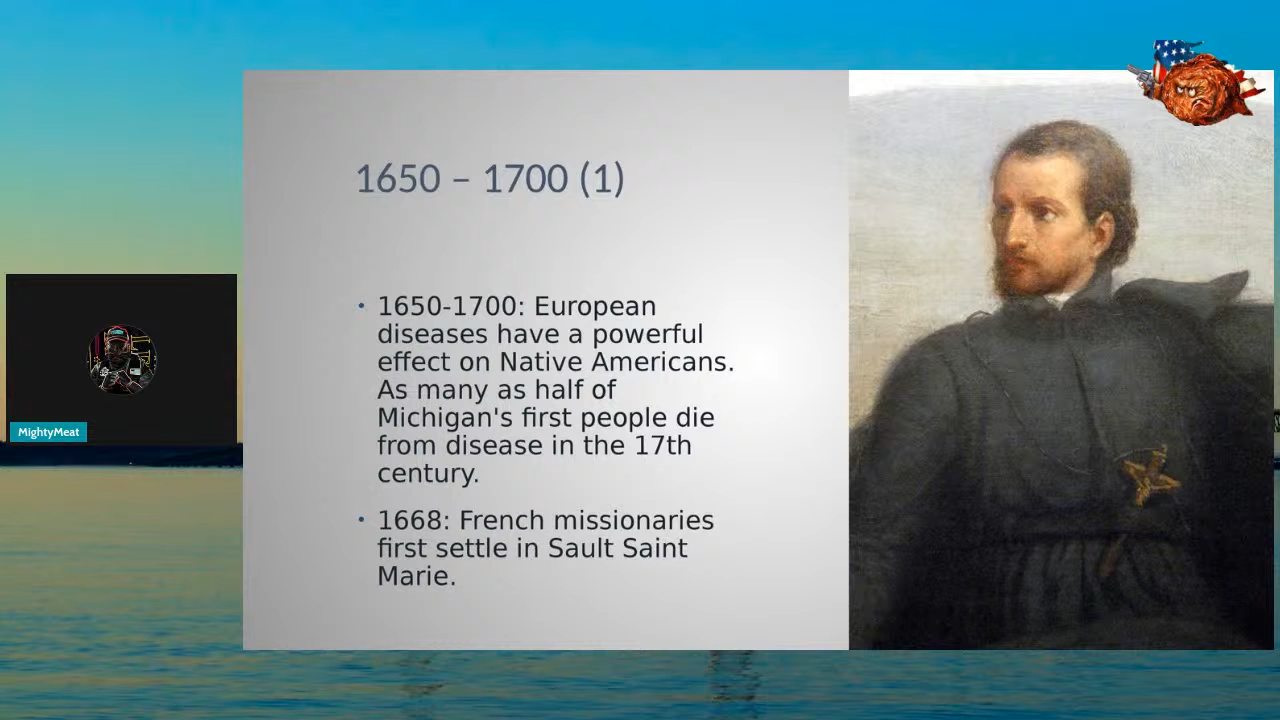 1650 – 1700 (1)
• 1650-1700: European
diseases have a powerful
effect on Native Americans.
As many as half of
Michigan's first people die
from disease in the 17th
century.
• 1668: French missionaries
first settle in Sault Saint
Marie.
MightyMeat